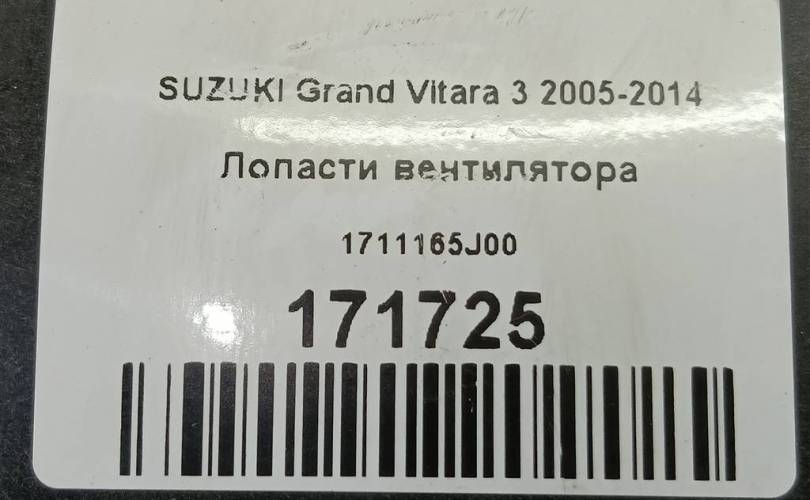 SUZUKI Grand Vitara 3 2005-2014
Лопасти вентилятора
1711165J00
171725